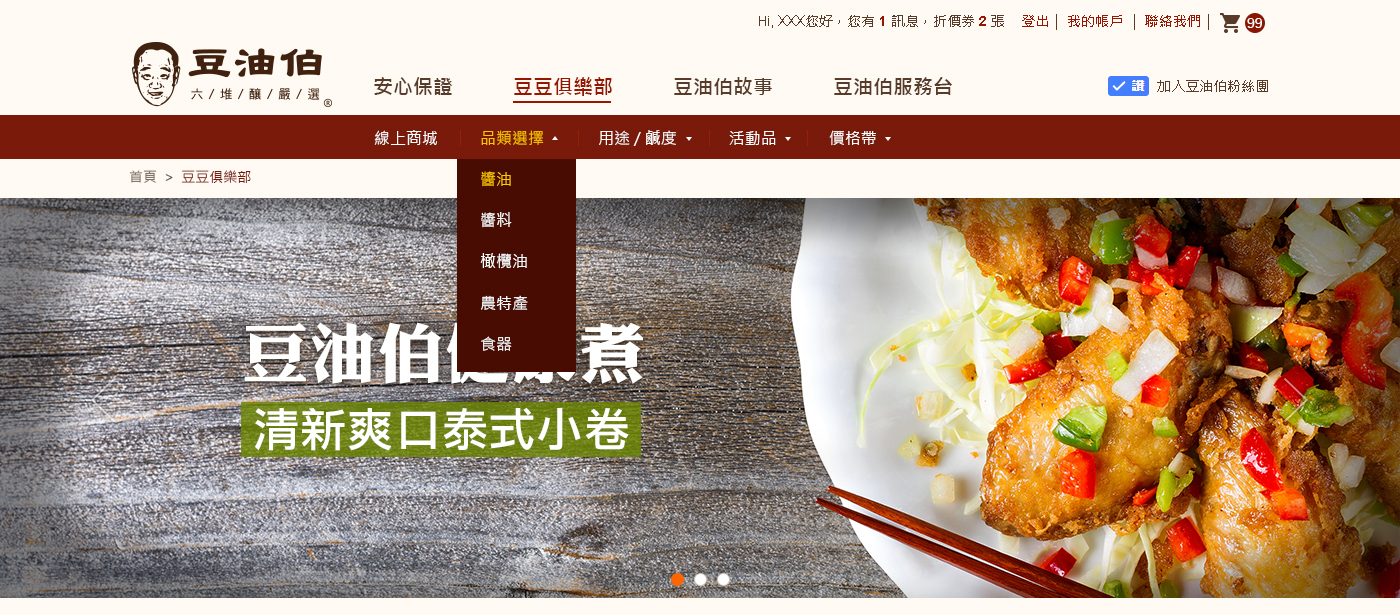 Hi, XXX您好，您有 1 訊息，折價券 2 張 登出 | 我的帳戶 | 聯絡我們 | 99
豆油伯
六 / 堆 / 釀 / 嚴 / 選
®
安心保證 豆豆俱樂部 豆油伯故事 豆油伯服務台
讚 加入豆油伯粉絲團
線上商城 品類選擇 用途 / 鹹度 活動品 價格帶
首頁 > 豆豆俱樂部
醬油
醬料
橄欖油
農特產
食器
豆油伯 煮
清新爽口泰式小卷